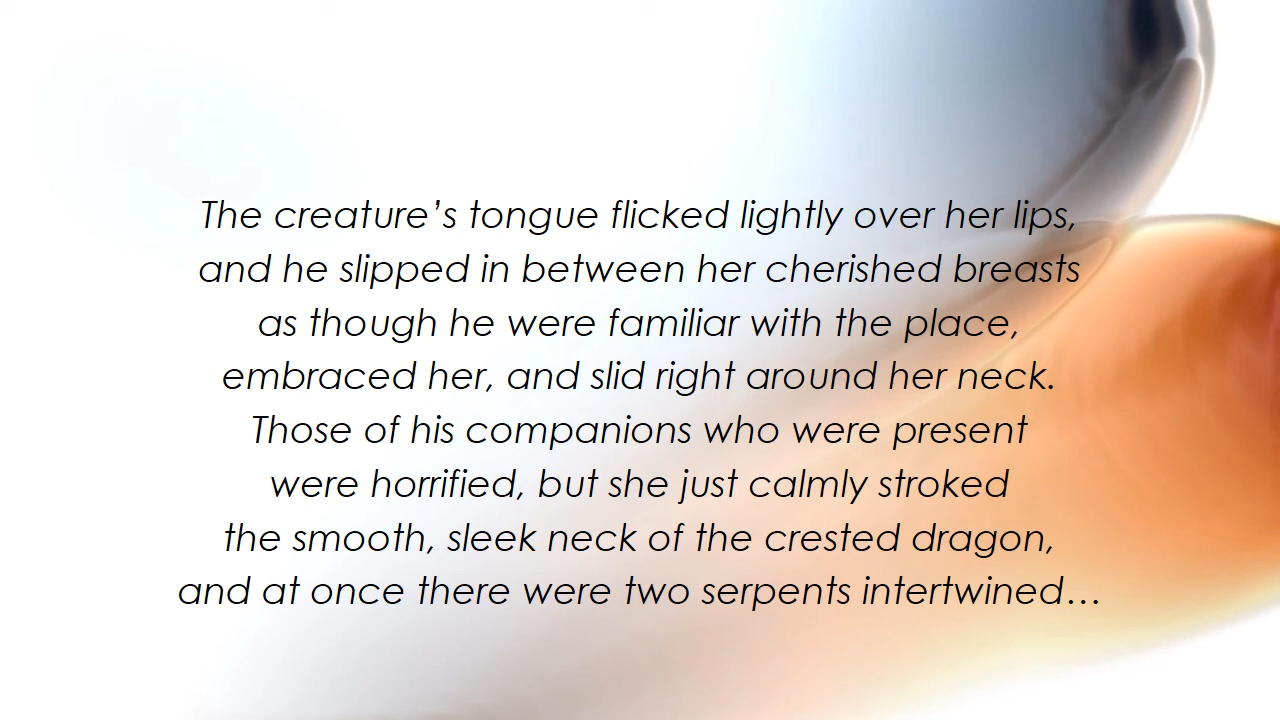 The creature’s tongue flicked lightly over her lips,
and he slipped in between her cherished breasts
as though he were familiar with the place,
embraced her, and slid right around her neck.
Those of his companions who were present
were horrified, but she just calmly stroked
the smooth, sleek neck of the crested dragon,
and at once there were two serpents intertwined…